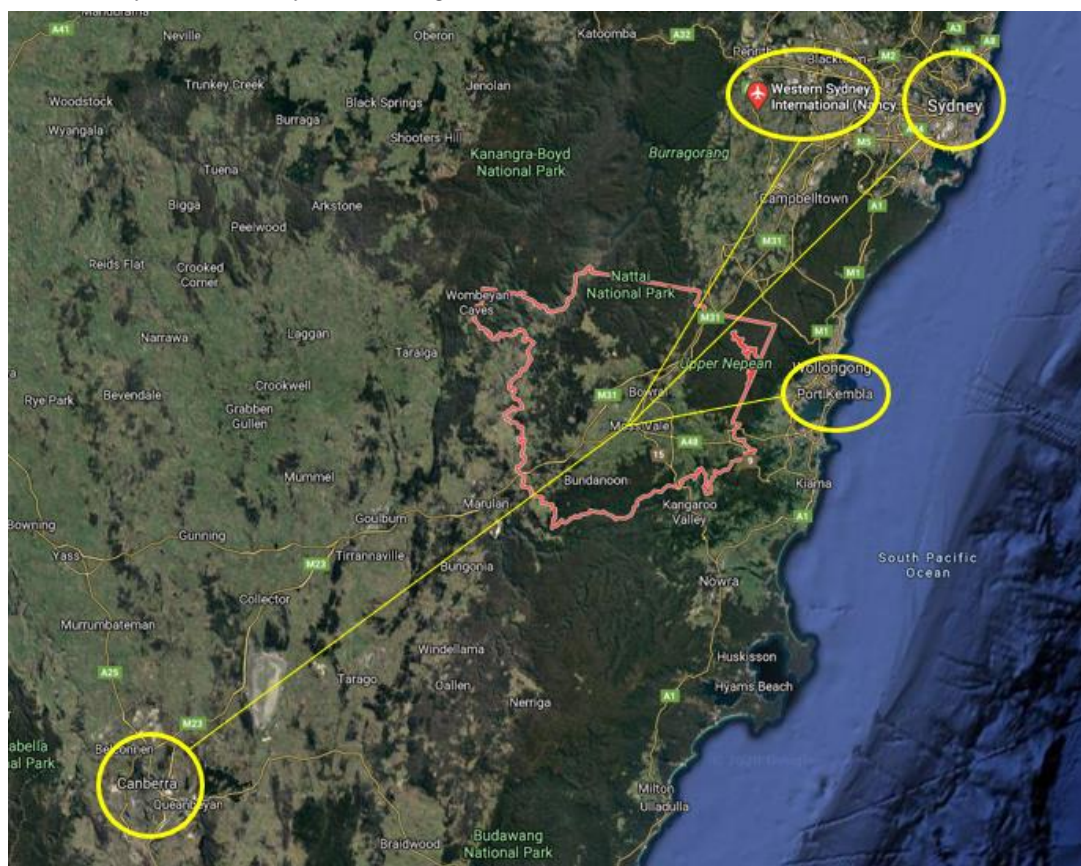 A41
Neville
Oberon
Katoomba
A32
Penrith
Blacktown
M2
A3
A8
Trunkey Creek
Jenolan
Western Sydney
International (Nancy...
Sydney
Woodstock
Black Springs
Burraga
Wyangala
Shooters Hill
M5
Kanangra-Boyd
National Park
Burragorang
Tuena
Campbelltown
A1
Bigga
Arkstone
Peelwood
M31
Reids Flat
Crooked
Corner
M1
Nattai
National Park
Wombeyan
Caves
M31
M1
Narrawa
Laggan
Taralga
Upper Nepean
Wollongong
Port Kembla
Rye Park
Bevendale
Crookwell
Grabben
Gullen
M31
Bowral
Moss Vale
A48
15
9
Mummel
Bundanoon
Kiama
Marulan
Kangaroo
Valley
A1
Bowning
Goulburn
Gunning
Yass
M23
Tirrannaville
Bungonia
South Pacific
Ocean
Nowra
Collector
Murrumbateman
Windellama
Huskisson
A25
Tarago
Oallen
Nerriga
A1
Hyams Beach
M23
Belconnen
Canberra
Queanbeyan
Milton
Ulladulla
Braidwood
Budawang
National Park